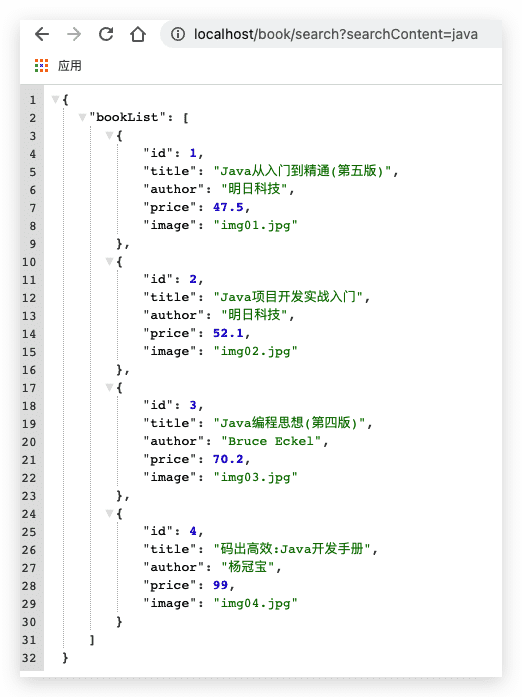 localhost/book/search?searchContent=java
应用
1 {
2 "bookList": [
3 {
4 "id": 1,
5 "title": "Java从入门到精通(第五版)",
6 "author": "明日科技",
7 "price": 47.5,
8 "image": "img01.jpg"
9 },
10 {
11 "id": 2,
12 "title": "Java项目开发实战入门",
13 "author": "明日科技",
14 "price": 52.1,
15 "image": "img02.jpg"
16 },
17 {
18 "id": 3,
19 "title": "Java编程思想(第四版)",
20 "author": "Bruce Eckel",
21 "price": 70.2,
22 "image": "img03.jpg"
23 },
24 {
25 "id": 4,
26 "title": "码出高效:Java开发手册",
27 "author": "杨冠宝",
28 "price": 99,
29 "image": "img04.jpg"
30 }
31 ]
32 }